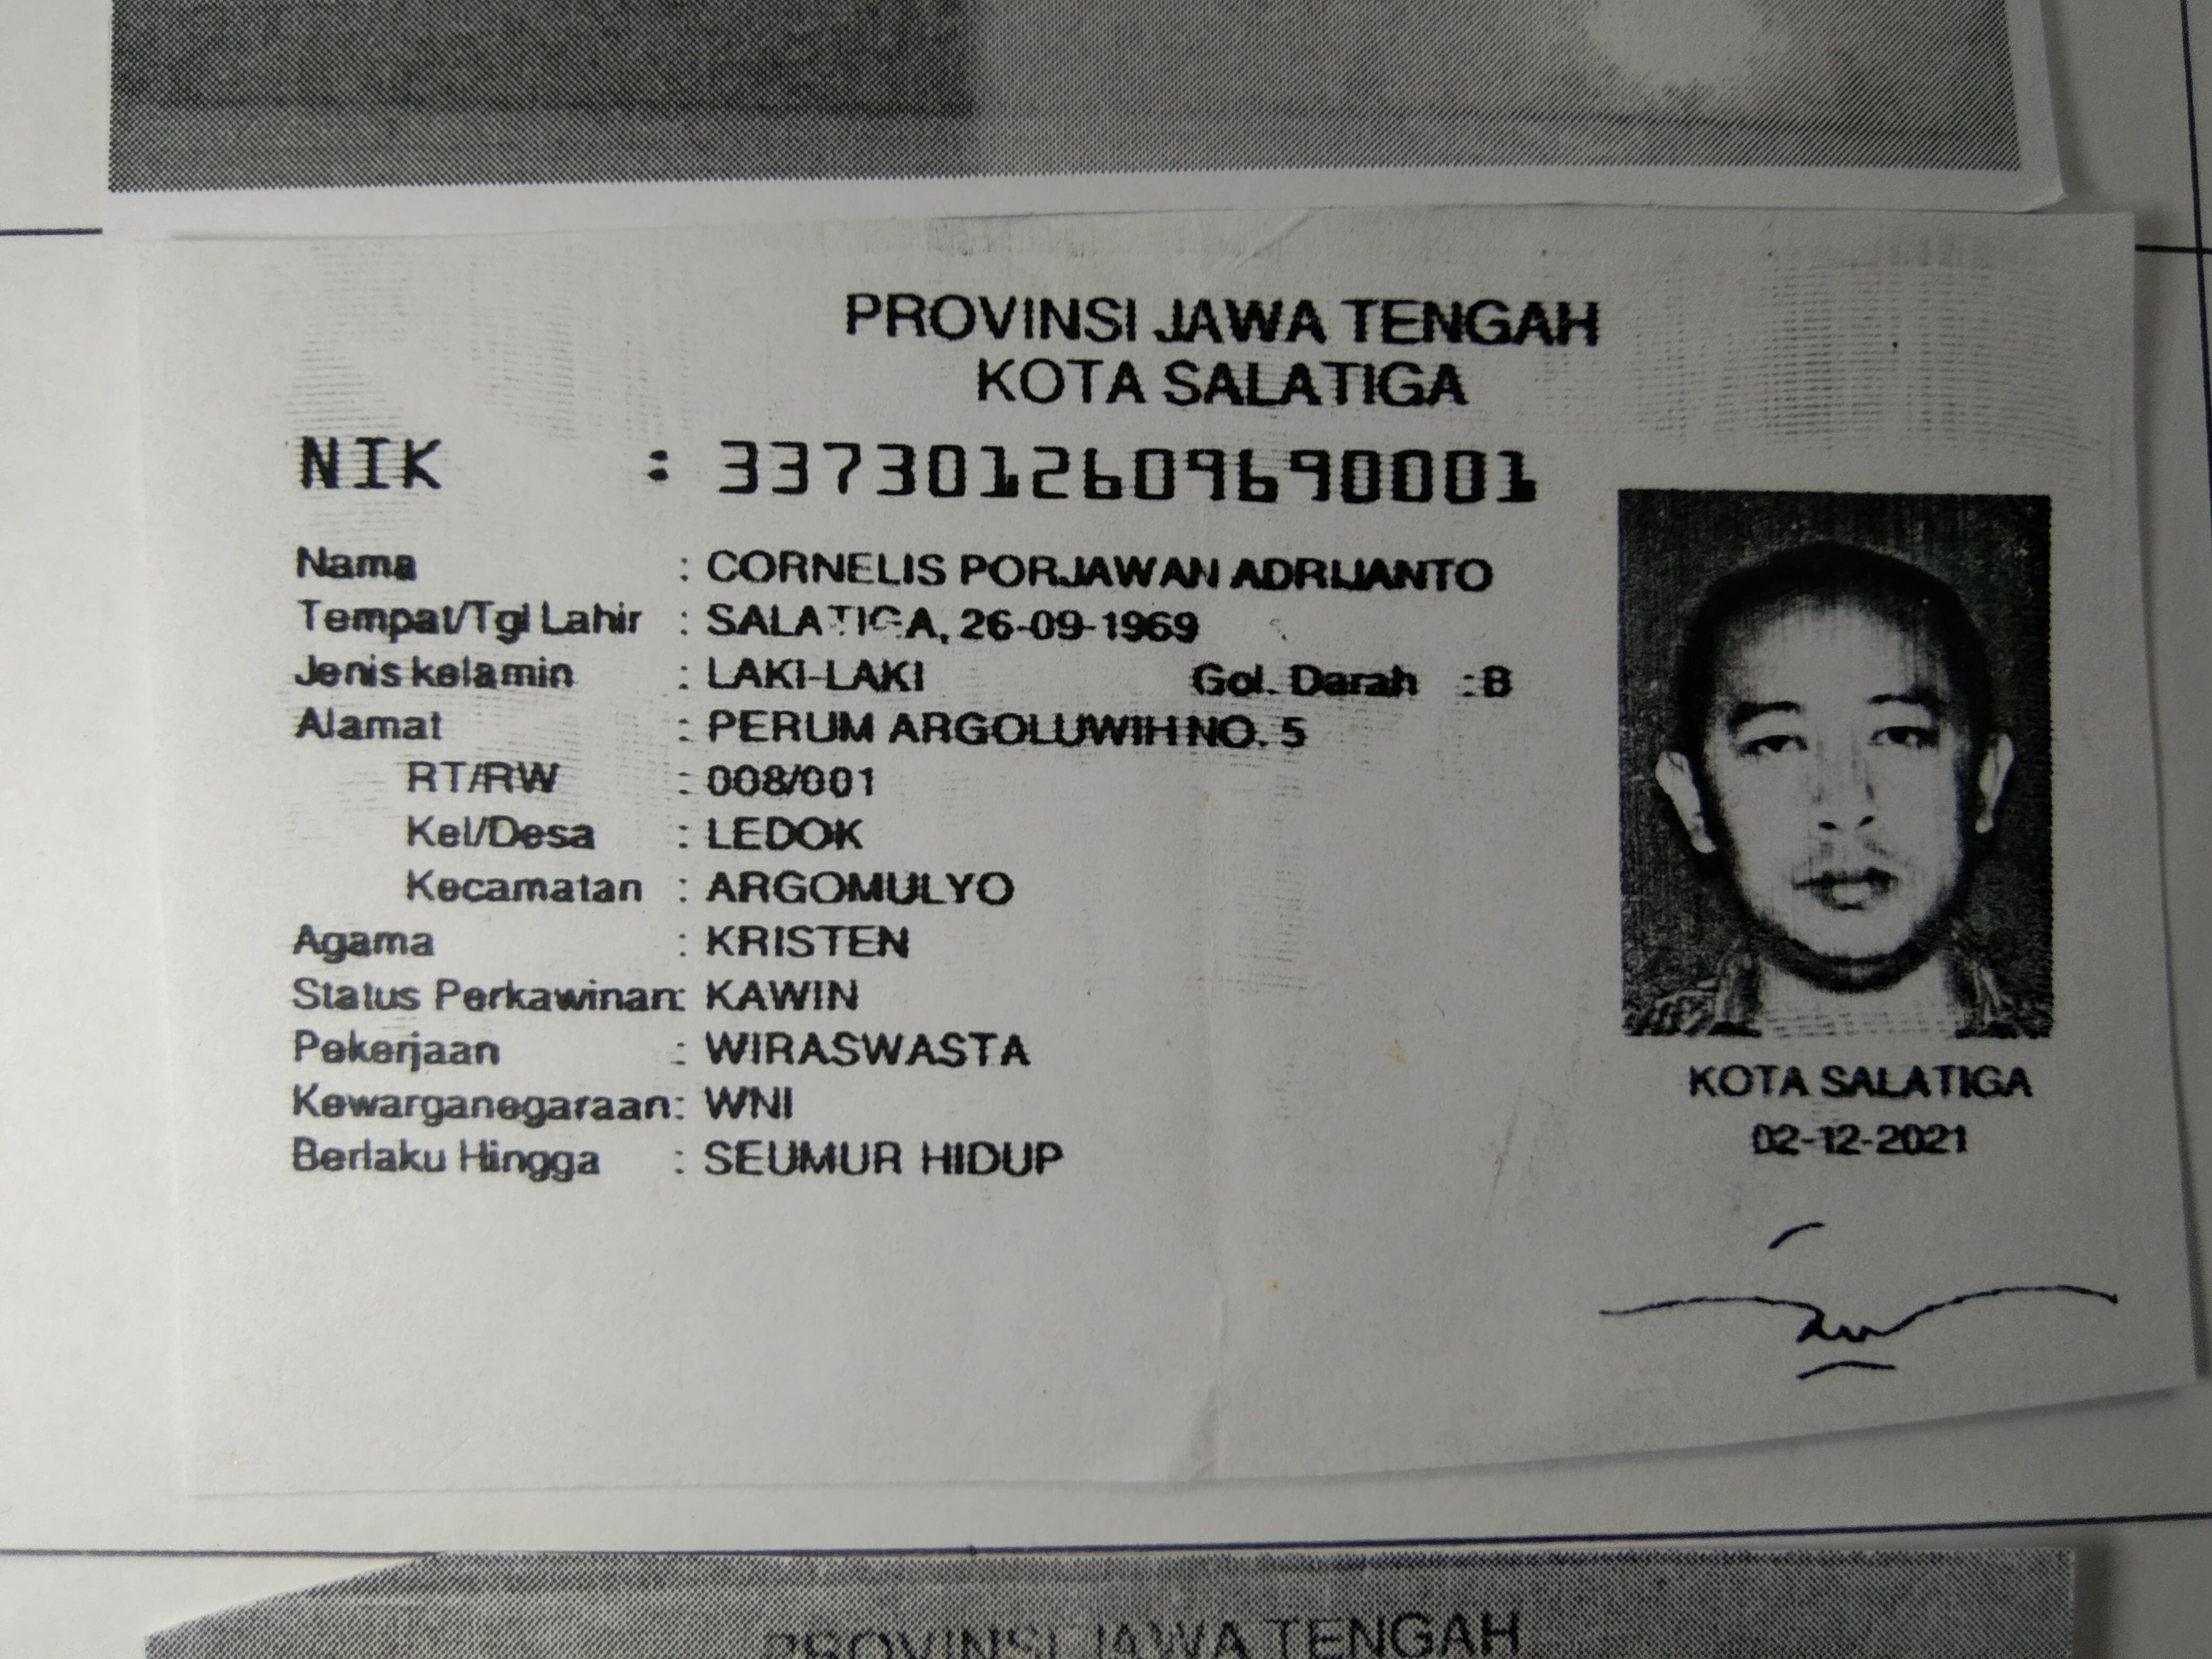 PROVINSI JAWA TENGAH
KOTA SALATIGA
NIK : 3373012609690001
Nama : CORNELIS PORJAWAN ADRIJANTO
Tempat/Tgl Lahir : SALATIGA, 26-09-1969
Jenis kelamin : LAKI-LAKI Gol. Darah : B
Alamat : PERUM ARGOLUWIH NO. 5
RT/RW : 008/001
Kel/Desa : LEDOK
Kecamatan : ARGOMULYO
Agama : KRISTEN
Status Perkawinan: KAWIN
Pekerjaan : WIRASWASTA
Kewarganegaraan: WNI
Berlaku Hingga : SEUMUR HIDUP
KOTA SALATIGA
02-12-2021
PROVINSI JAWA TENGAH